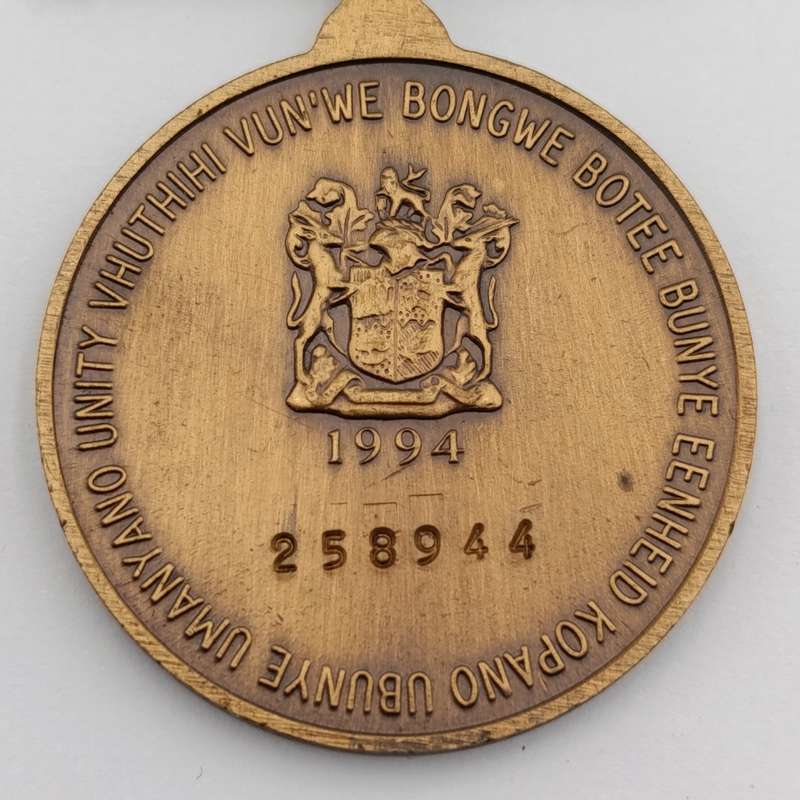 UNITY VHUTHIHI VUN'WE BONGWE BOTEE BUNYE EENHEID KOPANO UBUNYE UMANYANO
1994
258944